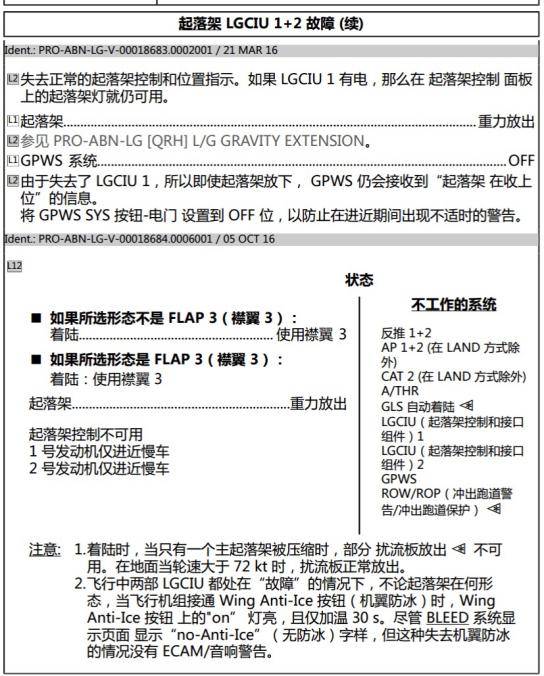 起落架 LGCIU 1+2 故障 (续)
Ident.: PRO-ABN-LG-V-00018683.0002001 / 21 MAR 16
L2 失去正常的起落架控制和位置指示。如果 LGCIU 1 有电，那么在 起落架控制 面板
上的起落架灯就仍可用。
L1 起落架..........................................................................................重力放出
L2 参见 PRO-ABN-LG [QRH] L/G GRAVITY EXTENSION。
L1 GPWS 系统..........................................................................................OFF
L2 由于失去了 LGCIU 1，所以即使起落架放下， GPWS 仍会接收到“起落架 在收上
位”的信息。
将 GPWS SYS 按钮-电门 设置到 OFF 位，以防止在进近期间出现不适时的警告。
Ident.: PRO-ABN-LG-V-00018684.0006001 / 05 OCT 16
L12
状态
■ 如果所选形态不是 FLAP 3（襟翼 3）：
着陆............................................. 使用襟翼 3
■ 如果所选形态是 FLAP 3（襟翼 3）：
着陆：使用襟翼 3
起落架..................................................重力放出
起落架控制不可用
1 号发动机仅进近慢车
2 号发动机仅进近慢车
不工作的系统
反推 1+2
AP 1+2 (在 LAND 方式除
外)
CAT 2 (在 LAND 方式除外)
A/THR
GLS 自动着陆
LGCIU（起落架控制和接口
组件）1
LGCIU（起落架控制和接口
组件）2
GPWS
ROW/ROP（冲出跑道警
告/冲出跑道保护）
注意: 1.着陆时，当只有一个主起落架被压缩时，部分 扰流板放出 不可
用。在地面当轮速大于 72 kt 时，扰流板正常放出。
2.飞行中两部 LGCIU 都处在“故障”的情况下，不论起落架在何形
态，当飞行机组接通 Wing Anti-Ice 按钮（机翼防冰）时，Wing
Anti-Ice 按钮 上的"on” 灯亮，且仅加温 30 s。尽管 BLEED 系统显
示页面 显示“no-Anti-Ice”（无防冰）字样，但这种失去机翼防冰
的情况没有 ECAM/音响警告。